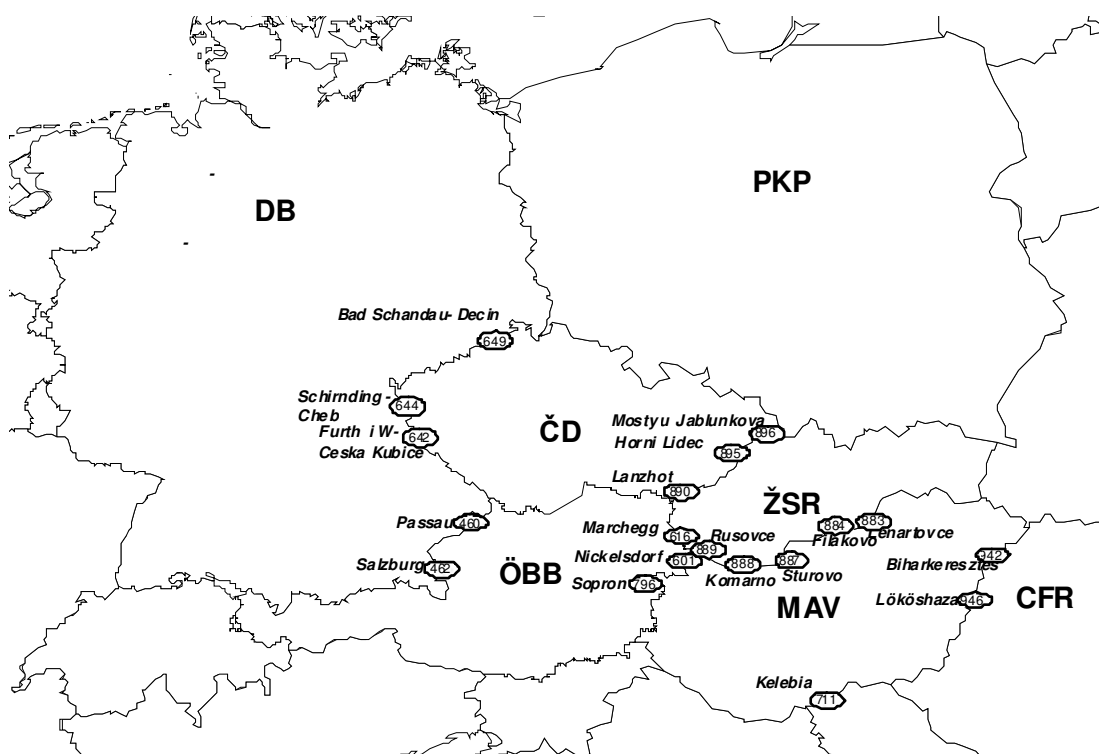 PKP
DB
Bad Schandau- Decin
649
Schirnding -
Cheb
644
Furth i W-
Ceska Kubice
642
ČD
Mostyu Jablunkova
896
Horni Lidec
895
Lanzhot
890
ŽSR
Passau
460
Marchegg
616
Rusovce
889
Filakovo
884
Lenartovce
883
Salzburg
462
ÖBB
Nickelsdorf
601
Komarno
888
Sturovo
887
Biharkeresztes
942
Sopron
796
MAV
Lököshaza
946
CFR
Kelebia
711